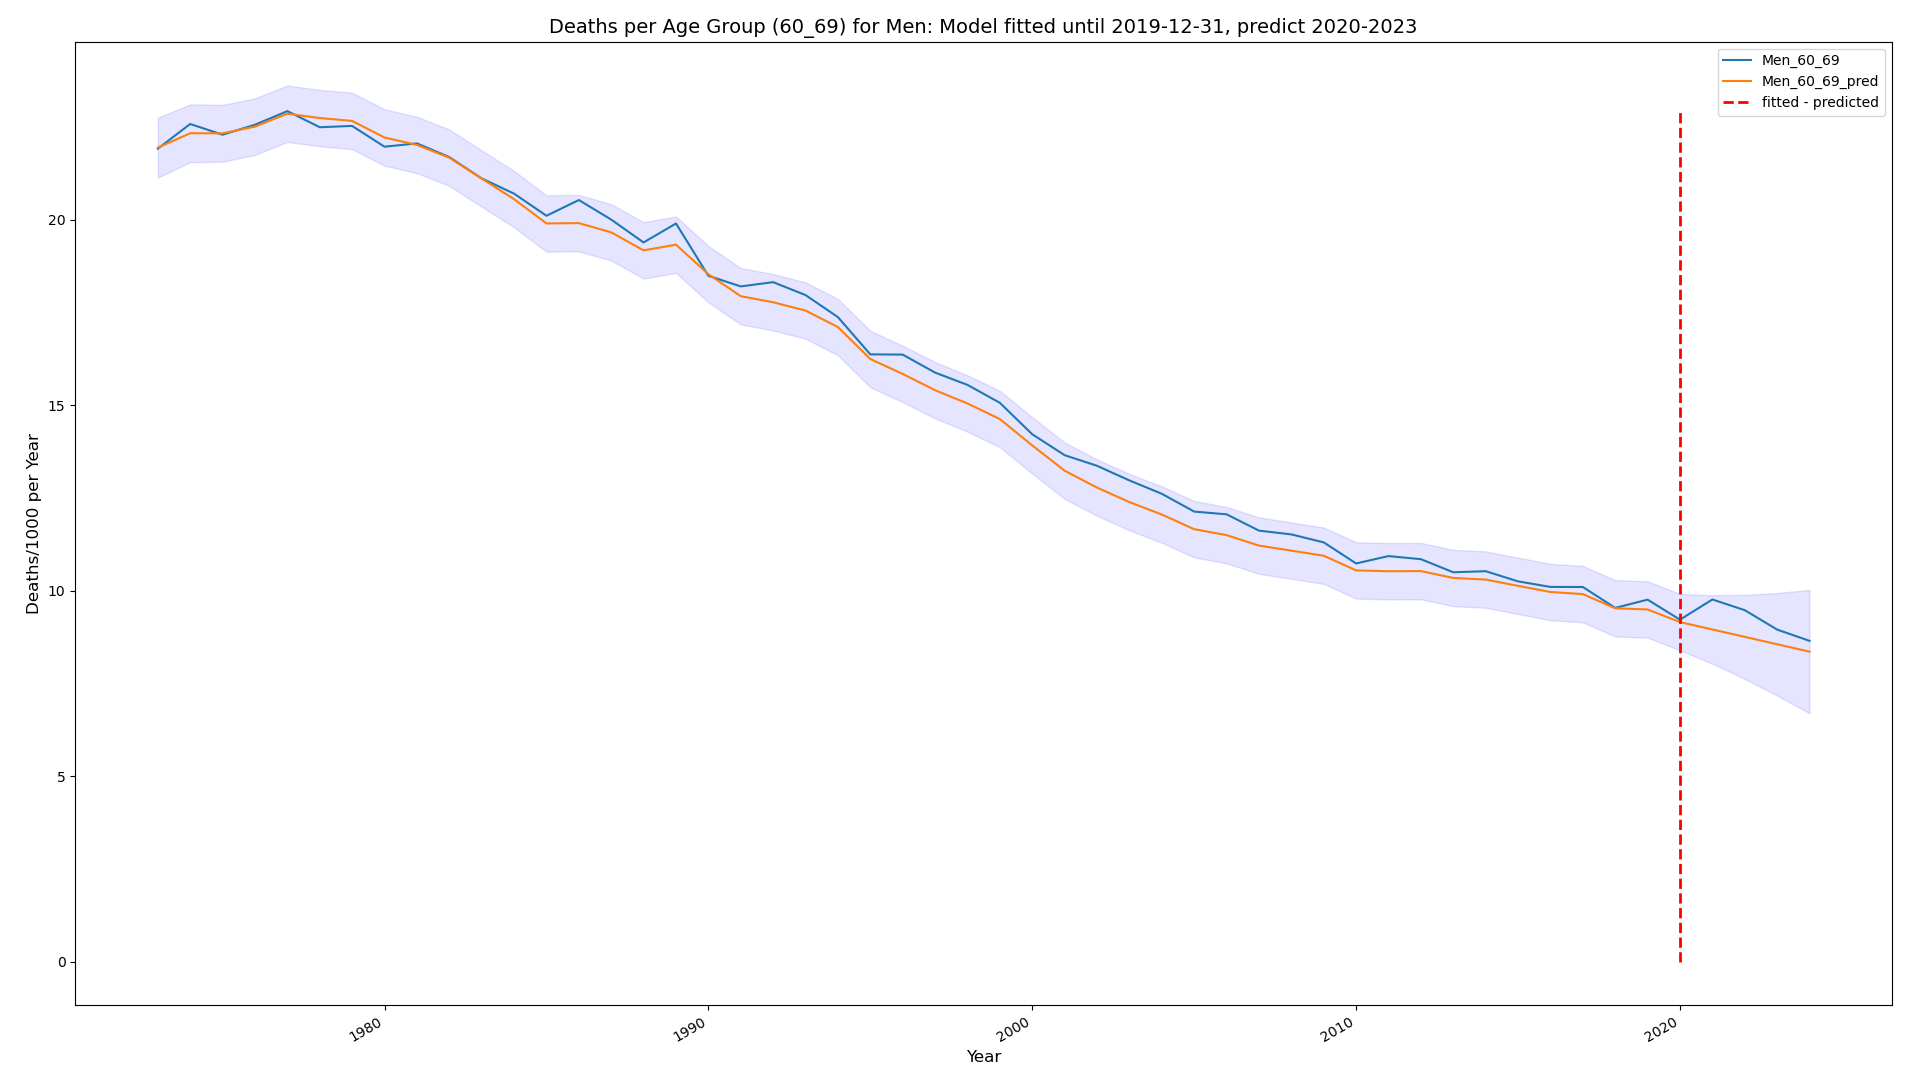 Deaths per Age Group (60_69) for Men: Model fitted until 2019-12-31, predict 2020-2023
Men_60_69
Men_60_69_pred
fitted - predicted
Deaths/1000 per Year
20
15
10
5
0
1980
1990
2000
2010
2020
Year